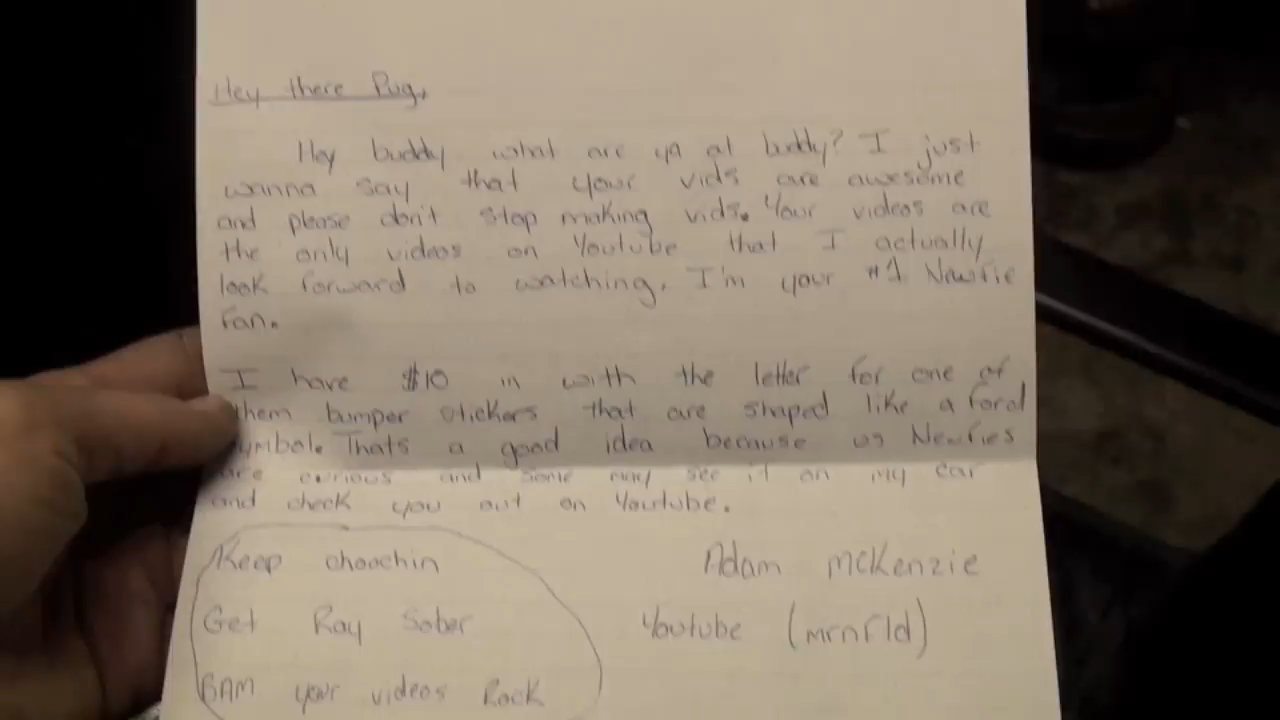 Hey there Pug,
Hey buddy what are ya at buddy? I just
wanna say that your vids are awesome
and please don't stop making vids. Your videos are
the only videos on Youtube that I actually
look forward to watching. I'm your #1 Newfie
fan.
I have $10 in with the letter for one of
them bumper stickers that are shaped like a ford
symbol. Thats a good idea because us Newfies
are curious and some may see it on my car
and check you out on Youtube.
Keep choochin
Get Ray Sober
BAM your videos Rock
Adam McKenzie
Youtube (mrnfld)